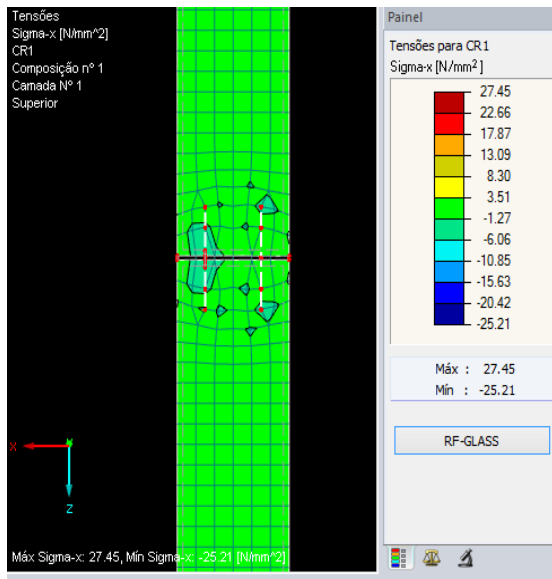 Tensões
Sigma-x [N/mm^2]
CR1
Composição nº 1
Camada Nº 1
Superior
X
Z
Máx Sigma-x: 27.45, Mín Sigma-x: -25.21 [N/mm^2]
Painel
Tensões para CR1
Sigma-x [N/mm²]
27.45
22.66
17.87
13.09
8.30
3.51
-1.27
-6.06
-10.85
-15.63
-20.42
-25.21
Máx : 27.45
Mín : -25.21
RF-GLASS